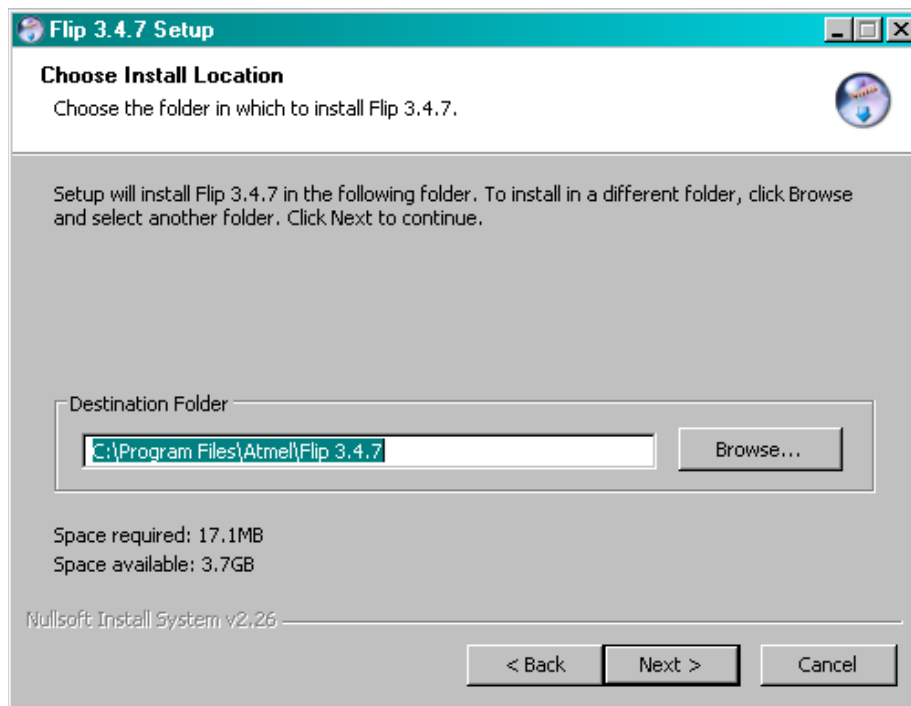 Flip 3.4.7 Setup
Choose Install Location
Choose the folder in which to install Flip 3.4.7.
Setup will install Flip 3.4.7 in the following folder. To install in a different folder, click Browse
and select another folder. Click Next to continue.
Destination Folder
C:\Program Files\Atmel\Flip 3.4.7
Browse...
Space required: 17.1MB
Space available: 3.7GB
Nullsoft Install System v2.26
< Back
Next >
Cancel